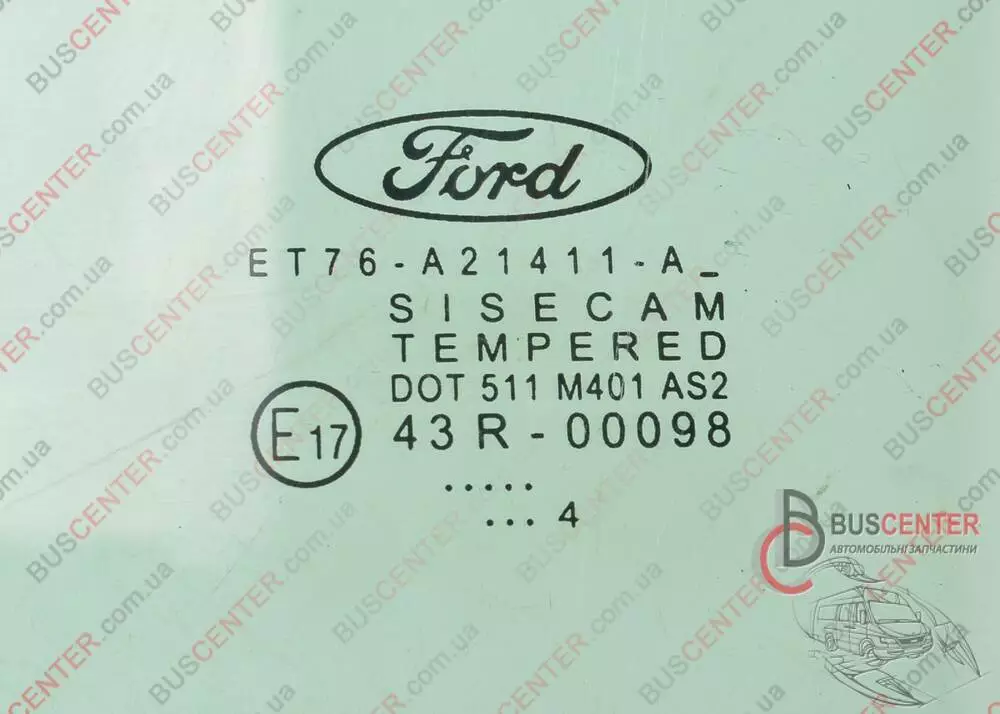 Ford
ET76-A21411-A_
SISECAM
TEMPERED
DOT 511 M401 AS2
E17 43R-00098
.....
... 4
BUSCENTER
АВТОМОБІЛЬНІ ЗАПЧАСТИНИ
BUSCENTER.com.ua